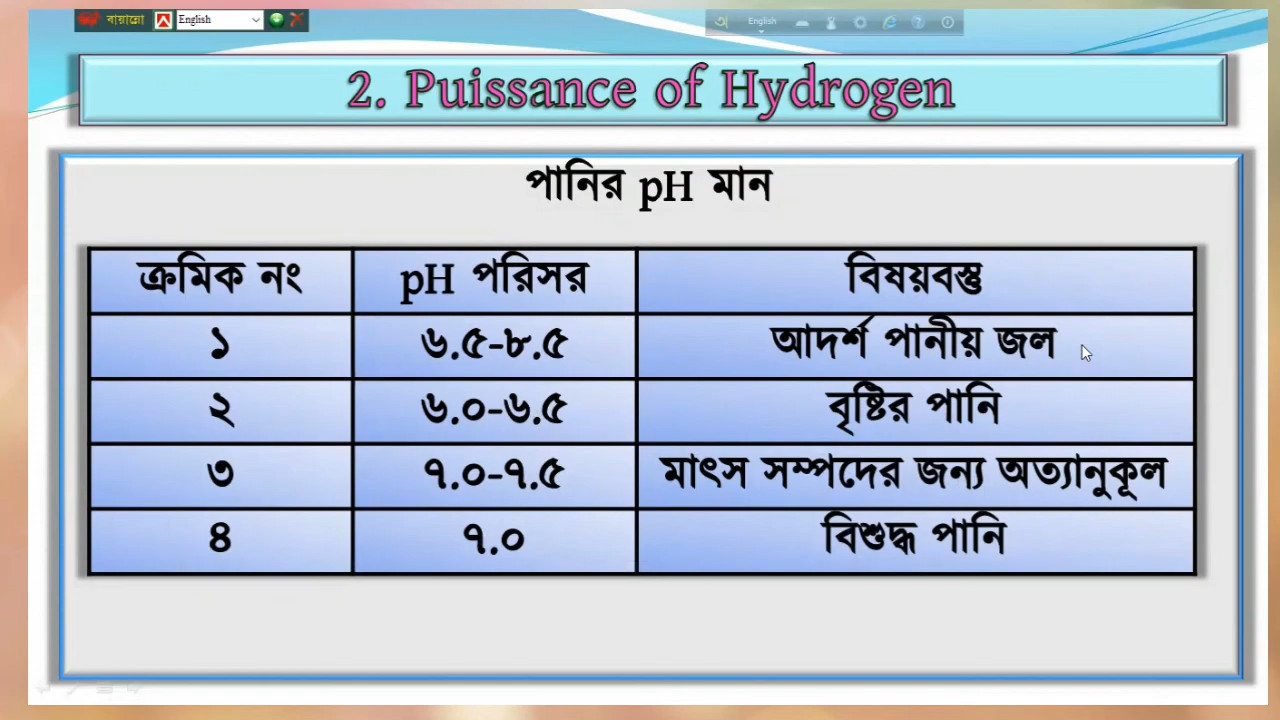 বায়ান্নো English
অ English
2. Puissance of Hydrogen
পানির pH মান
ক্রমিক নং pH পরিসর বিষয়বস্তু
১ ৬.৫-৮.৫ আদর্শ পানীয় জল
২ ৬.০-৬.৫ বৃষ্টির পানি
৩ ৭.০-৭.৫ মাৎস সম্পদের জন্য অত্যানুকূল
৪ ৭.০ বিশুদ্ধ পানি